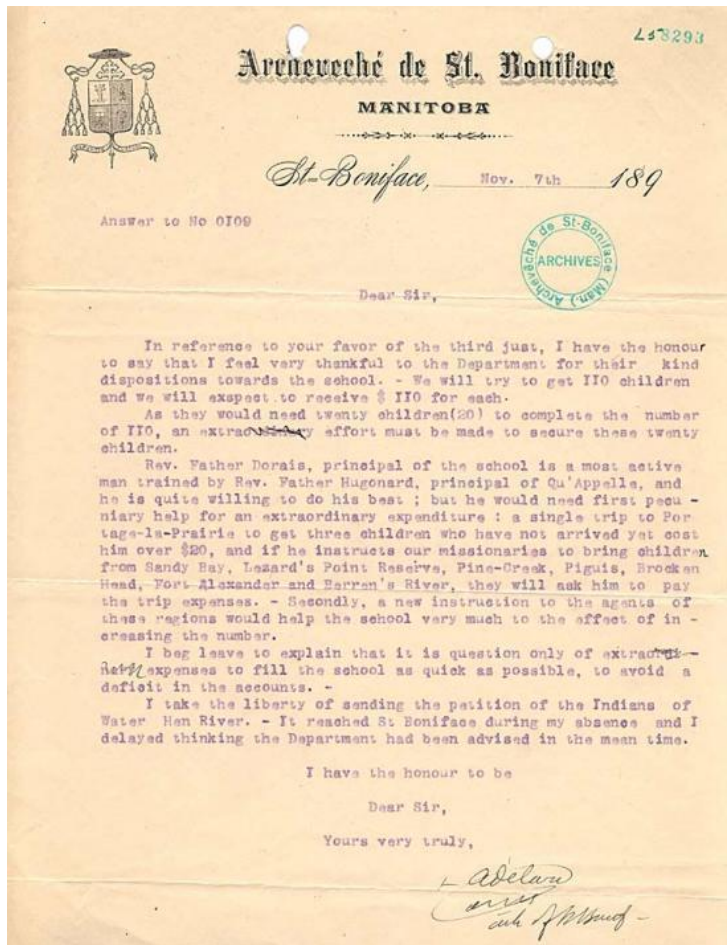 L58293
Archevêché de St. Boniface
MANITOBA
St-Boniface, Nov. 7th 189
Answer to No 0I09
Archevêché de St-Boniface (Man.)
ARCHIVES
Dear Sir,
In reference to your favor of the third just, I have the honour
to say that I feel very thankful to the Department for their kind
dispositions towards the school. - We will try to get II0 children
and we will exspect to receive $ II0 for each.
As they would need twenty children(20) to complete the number
of II0, an extra effort must be made to secure these twenty
children.
Rev. Father Dorais, principal of the school is a most active
man trained by Rev. Father Hugonard, principal of Qu'Appelle, and
he is quite willing to do his best ; but he would need first pecu -
niary help for an extraordinary expenditure : a single trip to Por -
tage-la-Prairie to get three children who have not arrived yet cost
him over $20, and if he instructs our missionaries to bring children
from Sandy Bay, Lezard's Point Reserve, Pine-Creek, Piguis, Brocken
Head, Fort Alexander and Berren's River, they will ask him to pay
the trip expenses. - Secondly, a new instruction to the agents of
these regions would help the school very much to the effect of in -
creasing the number.
I beg leave to explain that it is question only of extra
expenses to fill the school as quick as possible, to avoid a
deficit in the accounts. -
I take the liberty of sending the petition of the Indians of
Water Hen River. - It reached St Boniface during my absence and I
delayed thinking the Department had been advised in the mean time.
I have the honour to be
Dear Sir,
Yours very truly,
Adélard